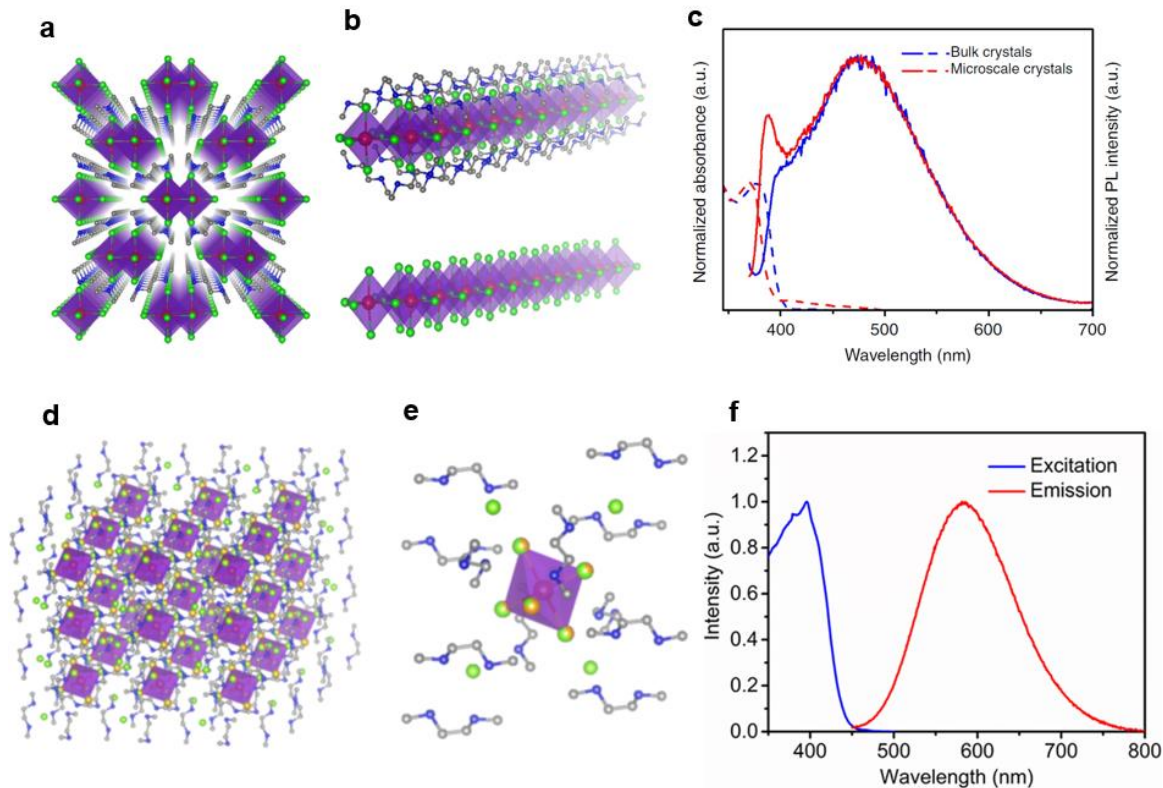 a
b
c
Normalized absorbance (a.u.)
Bulk crystals
Microscale crystals
Normalized PL intensity (a.u.)
400
500
600
700
Wavelength (nm)
d
e
f
Intensity (a.u.)
1.2
1.0
0.8
0.6
0.4
0.2
0.0
Excitation
Emission
400
500
600
700
800
Wavelength (nm)